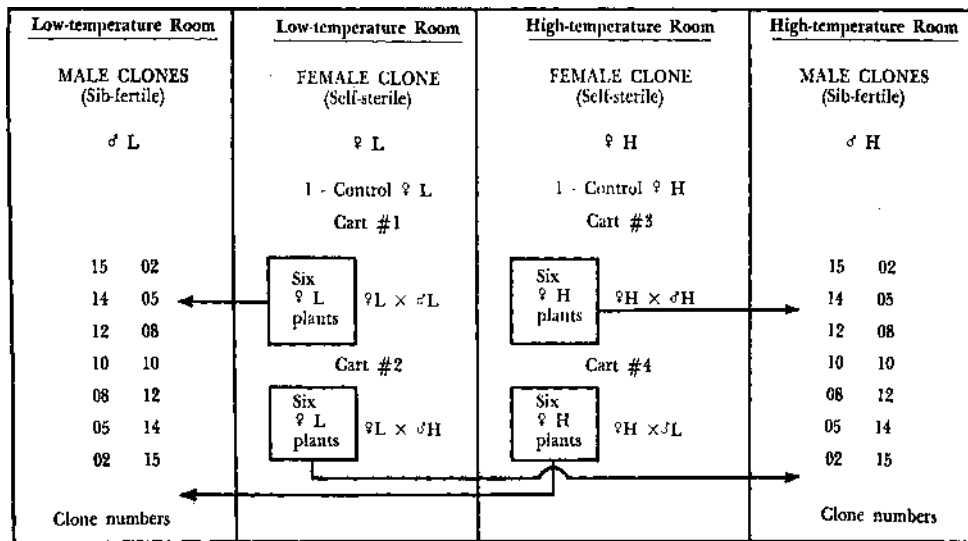 Low-temperature Room
MALE CLONES
(Sib-fertile)
♂ L
15 02
14 05
12 08
10 10
08 12
05 14
02 15
Clone numbers
Low-temperature Room
FEMALE CLONE
(Self-sterile)
♀ L
1 - Control ♀ L
Cart #1
Six
♀ L
plants
♀L × ♂L
Cart #2
Six
♀ L
plants
♀L × ♂H
High-temperature Room
FEMALE CLONE
(Self-sterile)
♀ H
1 - Control ♀ H
Cart #3
Six
♀ H
plants
♀H × ♂H
Cart #4
Six
♀ H
plants
♀H ×♂L
High-temperature Room
MALE CLONES
(Sib-fertile)
♂ H
15 02
14 05
12 08
10 10
08 12
05 14
02 15
Clone numbers